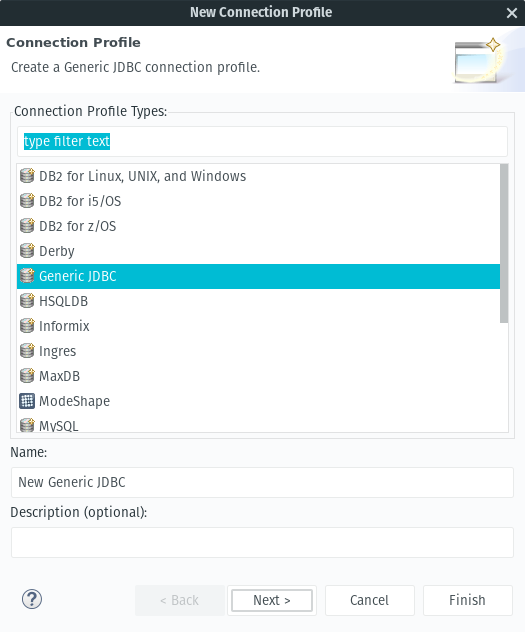 New Connection Profile
Connection Profile
Create a Generic JDBC connection profile.
Connection Profile Types:
type filter text
DB2 for Linux, UNIX, and Windows
DB2 for i5/OS
DB2 for z/OS
Derby
Generic JDBC
HSQLDB
Informix
Ingres
MaxDB
ModeShape
MySQL
Name:
New Generic JDBC
Description (optional):
< Back Next > Cancel Finish